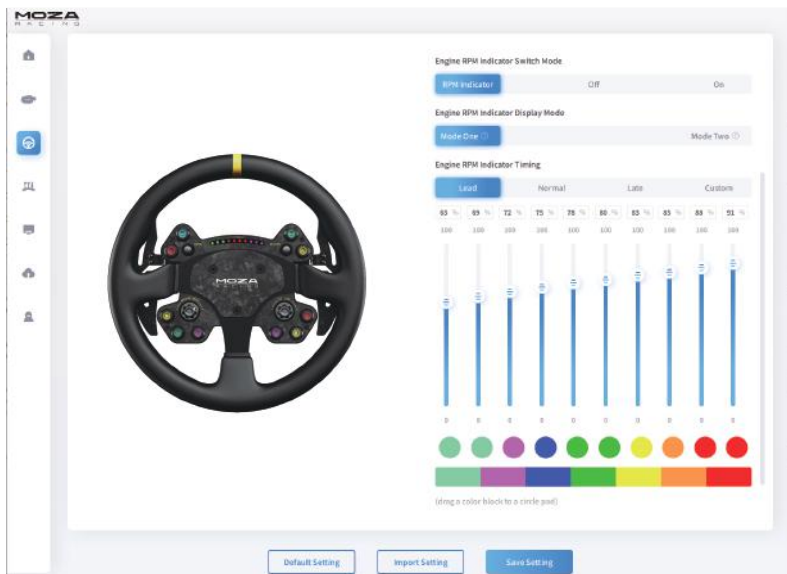 MOZA
RACING
Engine RPM Indicator Switch Mode
RPM Indicator Off On
Engine RPM Indicator Display Mode
Mode One Mode Two
Engine RPM Indicator Timing
Lead Normal Late Custom
65 % 69 % 72 % 75 % 78 % 80 % 83 % 85 % 88 % 91 %
100 100 100 100 100 100 100 100 100 100
MOZA
RACING
0 0 0 0 0 0 0 0 0 0
(drag a color block to a circle pad)
Default Setting Import Setting Save Setting